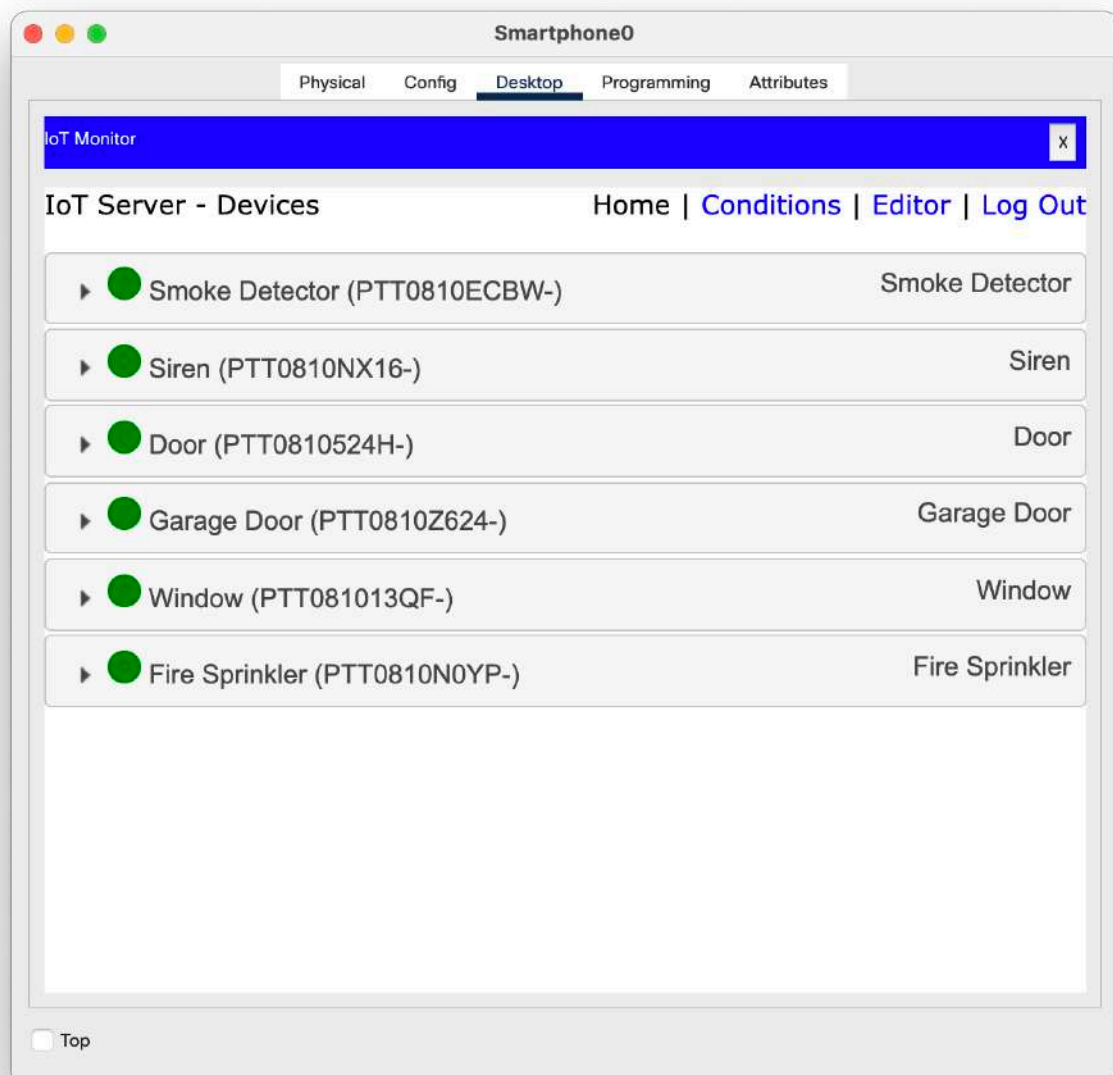 Smartphone0
Physical Config Desktop Programming Attributes
IoT Monitor X
IoT Server - Devices Home | Conditions | Editor | Log Out
Smoke Detector (PTT0810ECBW-) Smoke Detector
Siren (PTT0810NX16-) Siren
Door (PTT0810524H-) Door
Garage Door (PTT0810Z624-) Garage Door
Window (PTT081013QF-) Window
Fire Sprinkler (PTT0810N0YP-) Fire Sprinkler
Top